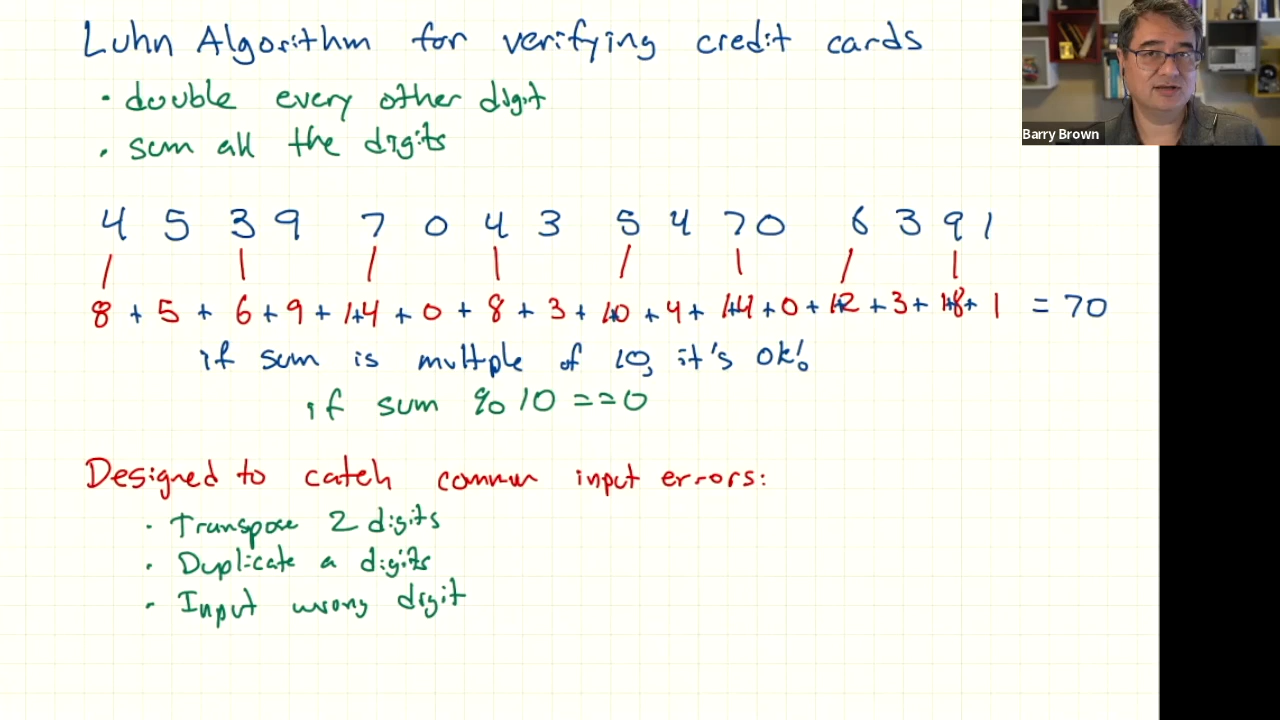 Luhn Algorithm for verifying credit cards
• double every other digit
• sum all the digits
4 5 3 9 7 0 4 3 5 4 7 0 6 3 9 1
8 + 5 + 6 + 9 + 1+4 + 0 + 8 + 3 + 1+0 + 4 + 1+4 + 0 + 1+2 + 3 + 1+8 + 1 = 70
if sum is multple of 10, it's ok!
if sum % 10 == 0
Designed to catch common input errors:
• Transpose 2 digits
• Duplicate a digits
• Input wrong digit
Barry Brown